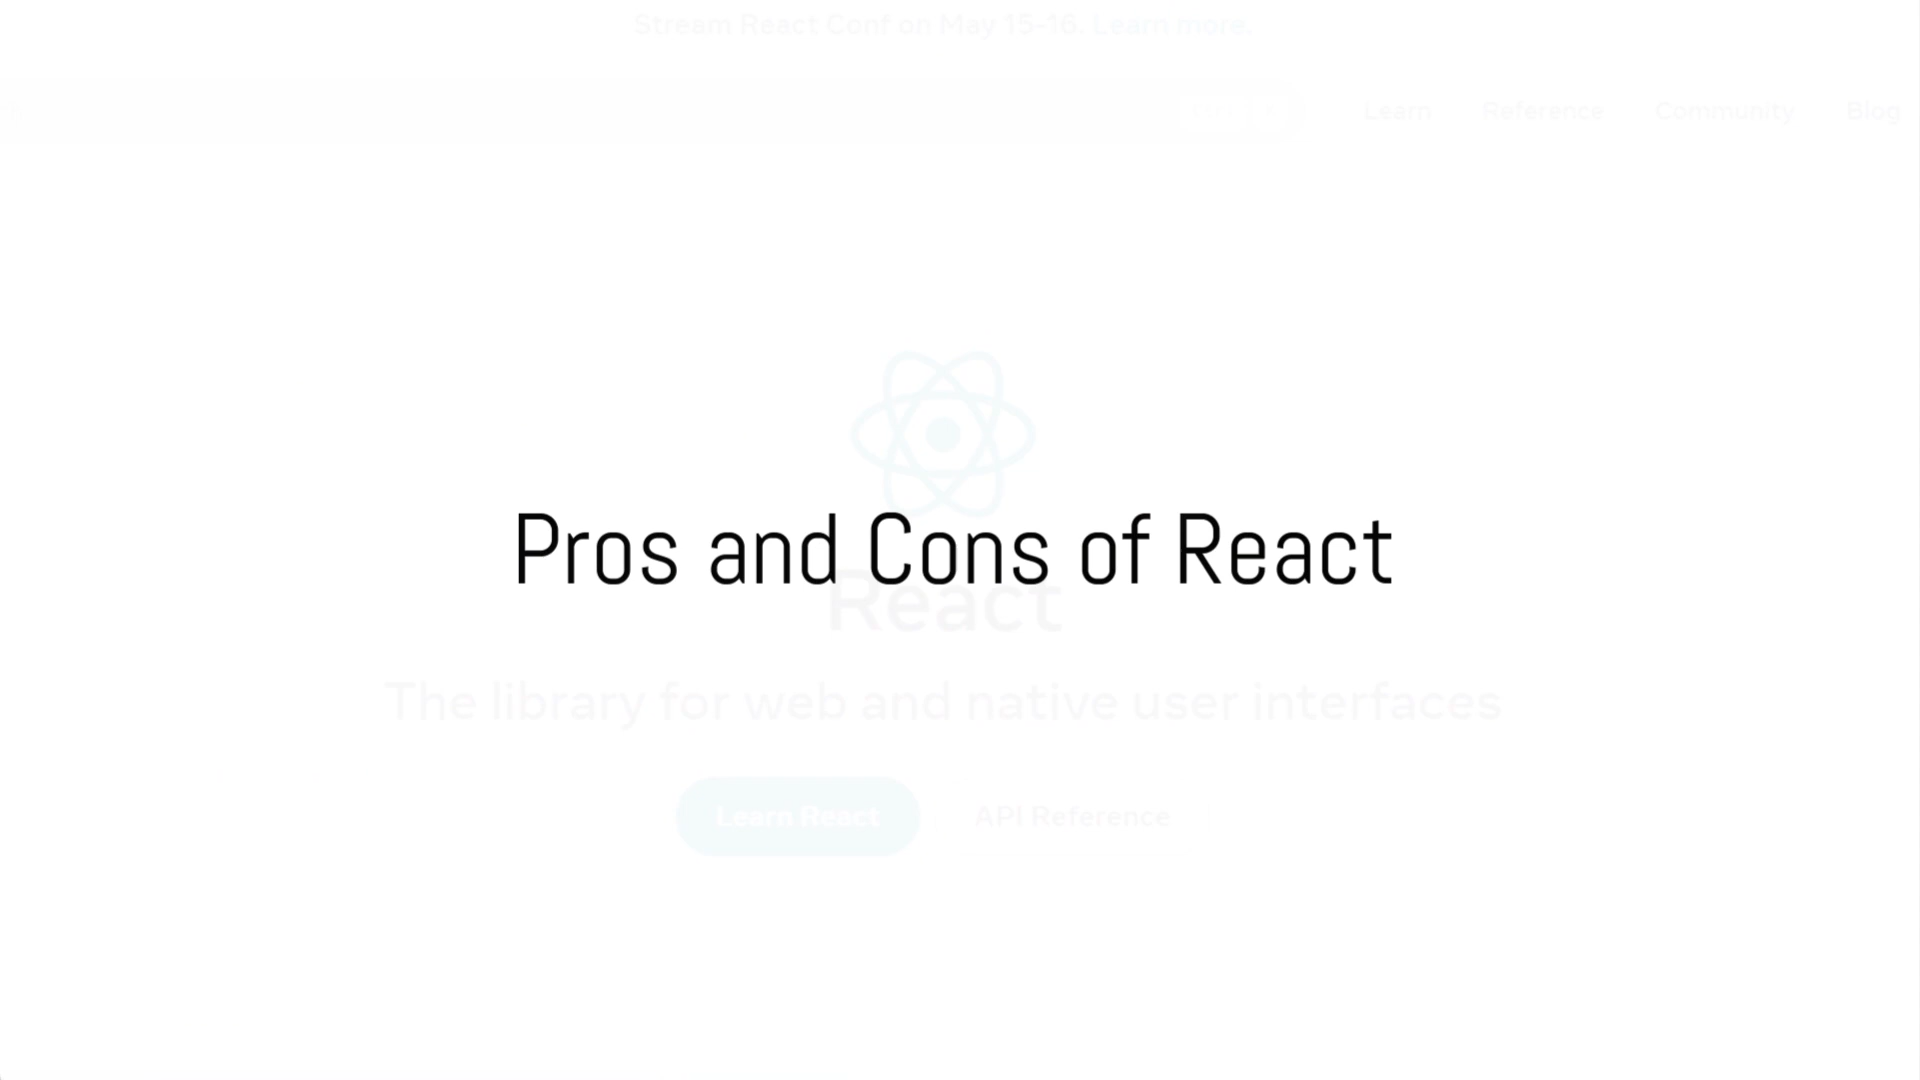 Stream React Conf on May 15-16. Learn more.
Learn Reference Community Blog
Pros and Cons of React
React
The library for web and native user interfaces
Learn React API Reference